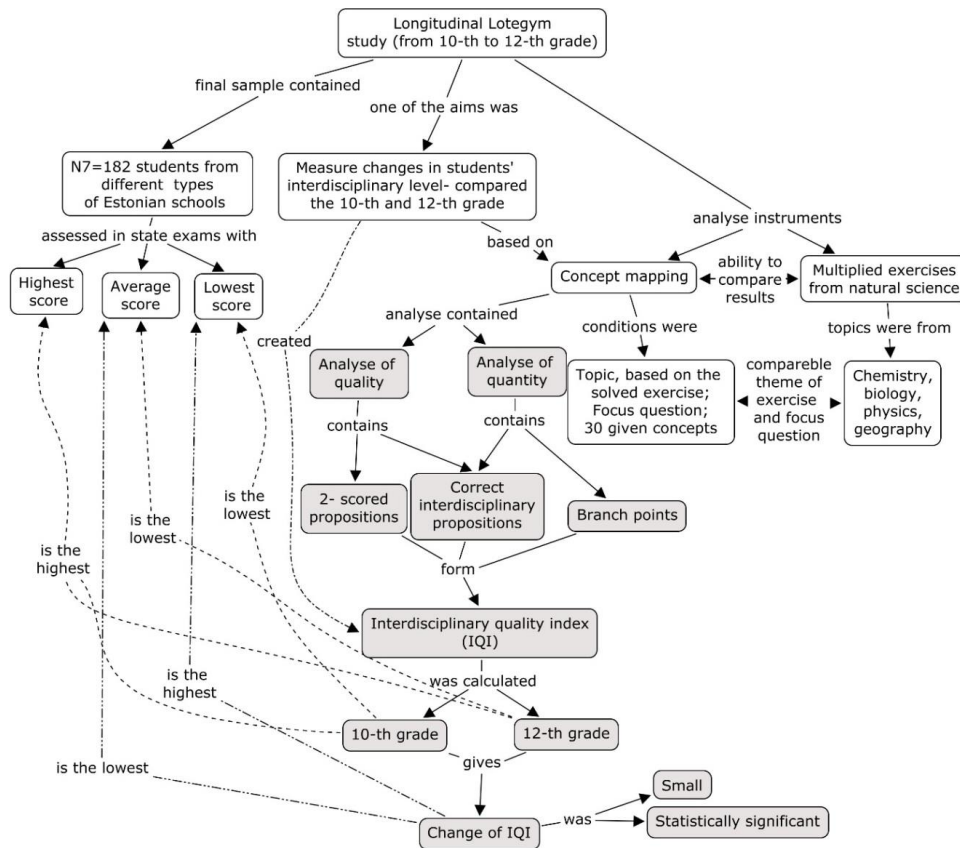 Longitudinal Lotegym
study (from 10-th to 12-th grade)
final sample contained
one of the aims was
N7=182 students from
different types
of Estonian schools
Measure changes in students'
interdisciplinary level- compared
the 10-th and 12-th grade
analyse instruments
assessed in state exams with
based on
Highest
score
Average
score
Lowest
score
Concept mapping
ability to
compare
results
Multiplied exercises
from natural science
created
analyse contained
conditions were
topics were from
Analyse of
quality
Analyse of
quantity
Topic, based on the
solved exercise;
Focus question;
30 given concepts
compareble
theme of
exercise
and focus
question
Chemistry,
biology,
physics,
geography
contains
contains
2- scored
propositions
Correct
interdisciplinary
propositions
Branch points
is the
lowest
is the
lowest
is the
highest
form
Interdisciplinary quality index
(IQI)
is the
highest
was calculated
10-th grade
12-th grade
is the lowest
gives
Small
Change of IQI
was
Statistically significant